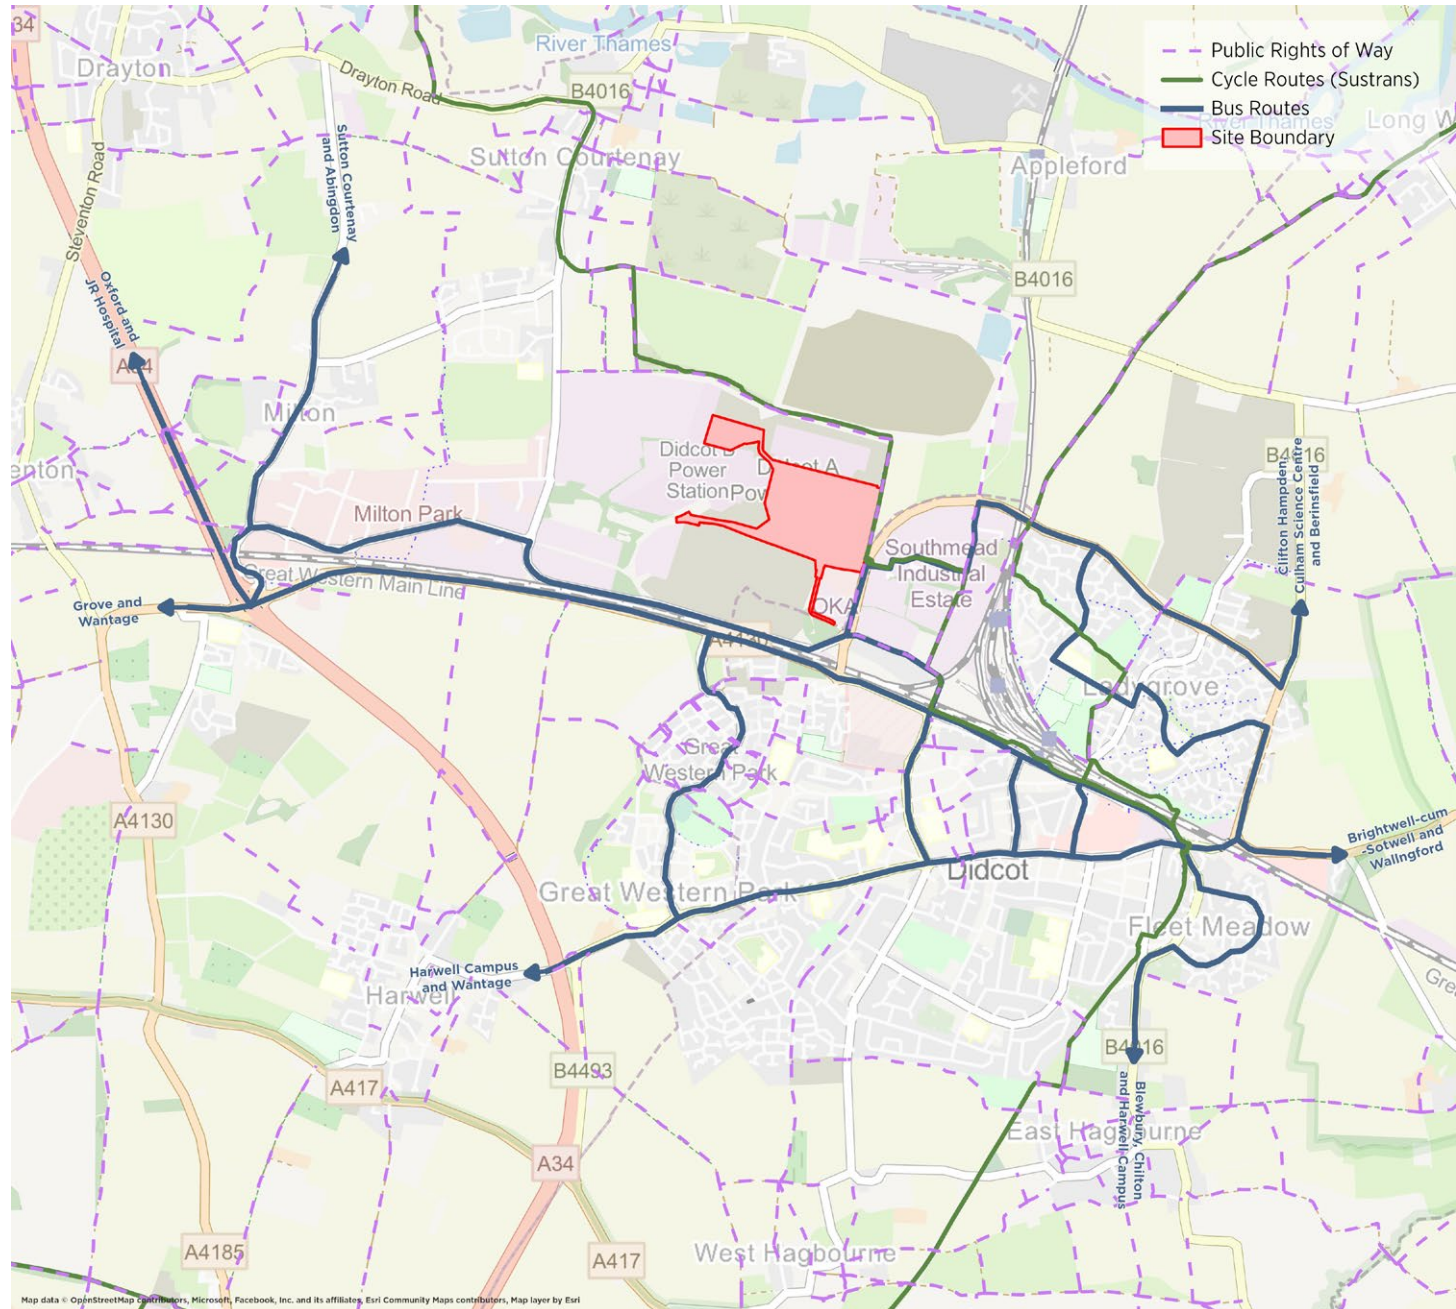 34
Drayton
Drayton Road
River Thames
B4016
Public Rights of Way
Cycle Routes (Sustrans)
Bus Routes
Site Boundary
River Thames
Long W
Sutton Courtenay
and Abingdon
Sutton Courtenay
Appleford
Steventon Road
B4016
Oxford and
JR Hospital
A34
Milton
enton
Didcot B
Power
Station
Didcot A
Pow
B4016
Clifton Hampden,
Culham Science Centre
and Berinsfield
Milton Park
Great Western Main Line
Southmead
Industrial
Estate
Grove and
Wantage
OKA
A4130
Ladygrove
Great
Western Park
A4130
Brightwell-cum
-Sotwell and
Wallngford
Didcot
Great Western Park
Fleet Meadow
Harwell Campus
and Wantage
Harwell
Gre
B4493
B4016
A417
Blewbury, Chilton
and Harwell Campus
East Hagbourne
A34
A4185
A417
West Hagbourne
Map data © OpenStreetMap contributors, Microsoft, Facebook, Inc. and its affiliates, Esri Community Maps contributors, Map layer by Esri